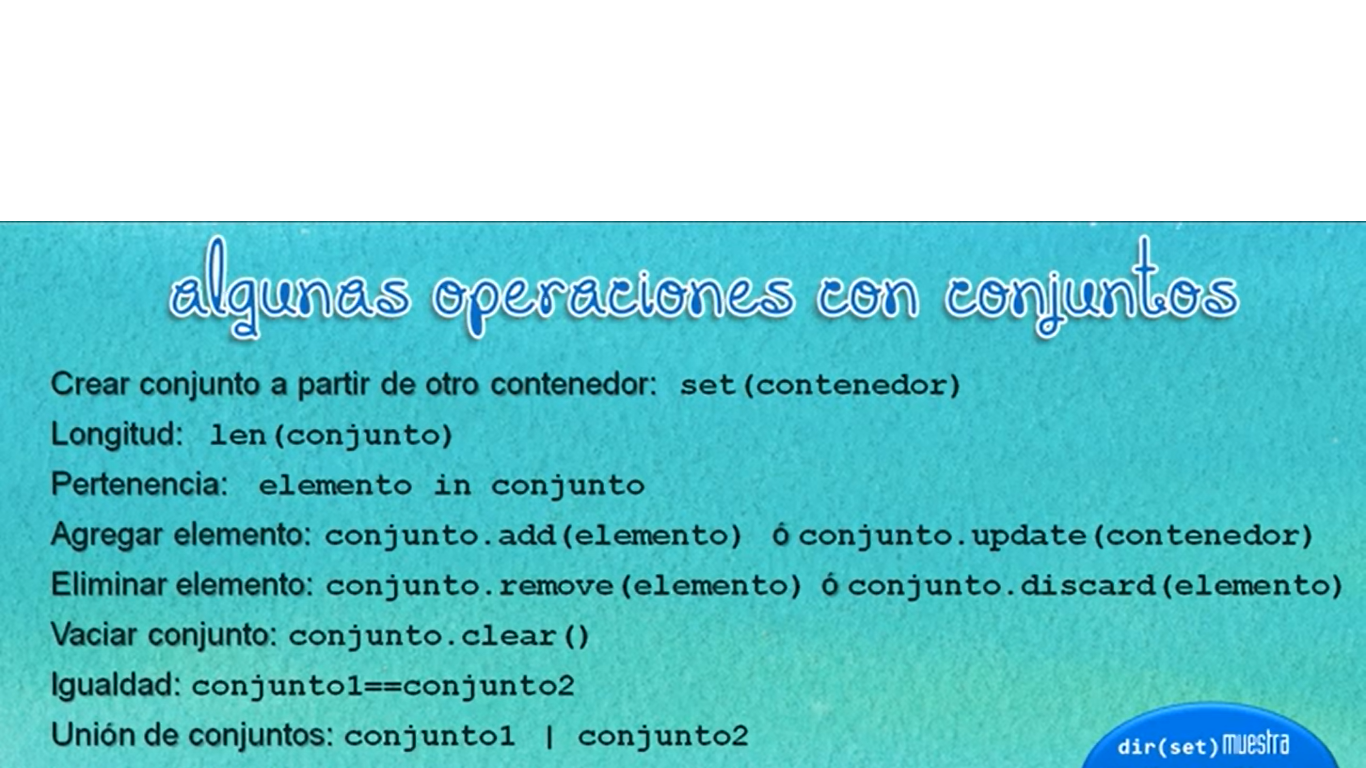 algunas operaciones con conjuntos
Crear conjunto a partir de otro contenedor: set(contenedor)
Longitud: len(conjunto)
Pertenencia: elemento in conjunto
Agregar elemento: conjunto.add(elemento) ó conjunto.update(contenedor)
Eliminar elemento: conjunto.remove(elemento) ó conjunto.discard(elemento)
Vaciar conjunto: conjunto.clear()
Igualdad: conjunto1==conjunto2
Unión de conjuntos: conjunto1 | conjunto2
dir(set) muestra